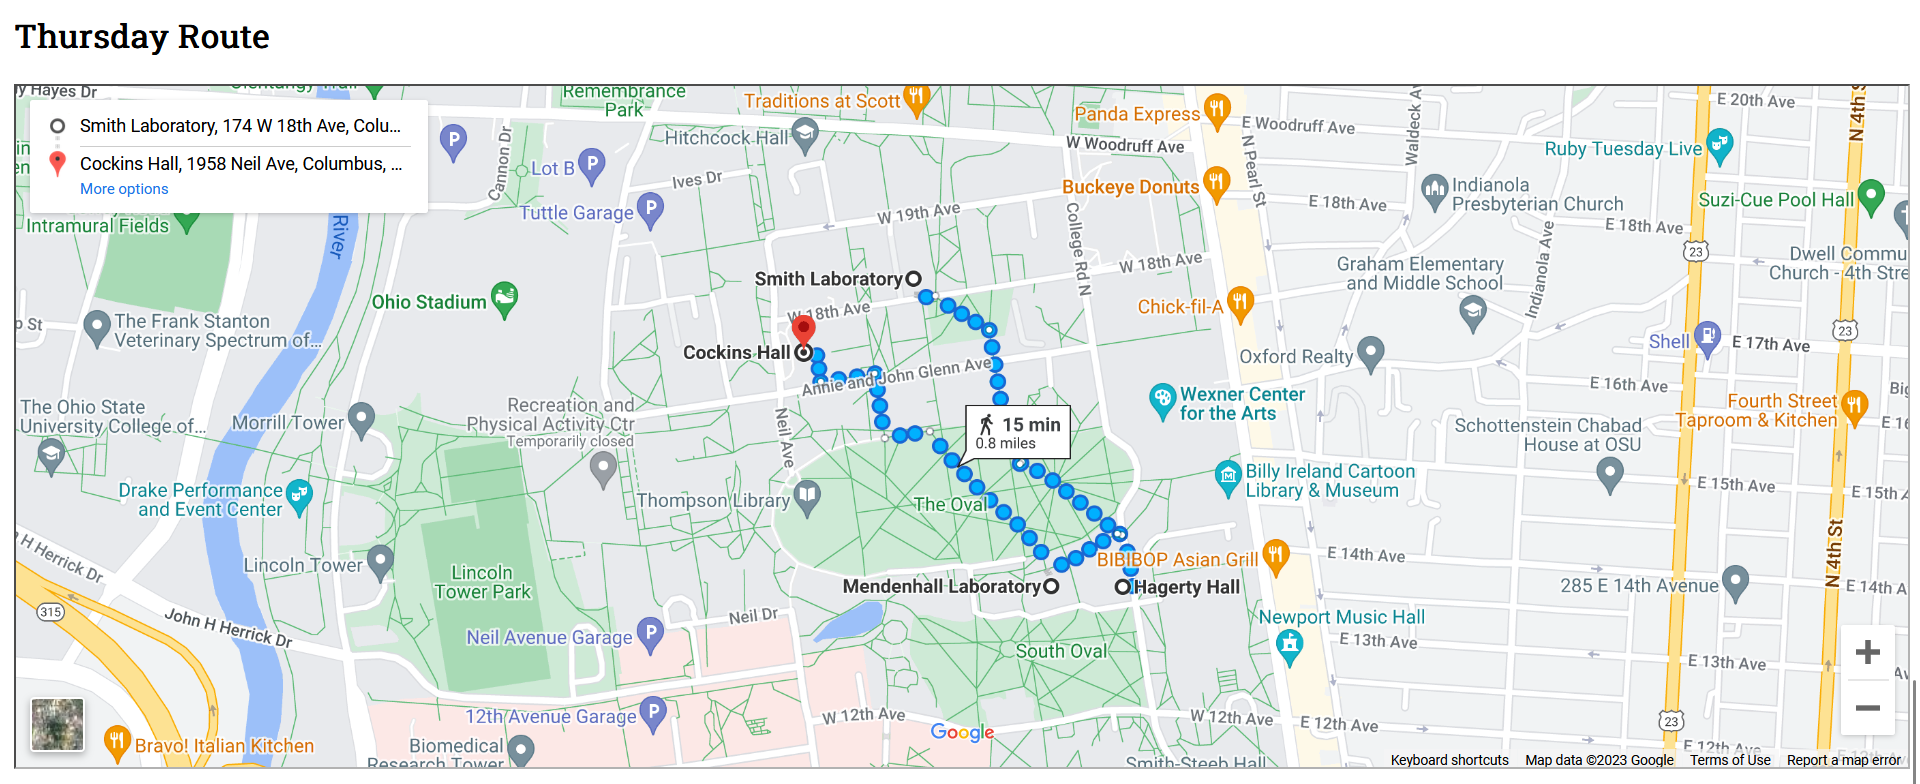 Thursday Route
y Hayes Dr
Smith Laboratory, 174 W 18th Ave, Colu...
Cockins Hall, 1958 Neil Ave, Columbus, ...
More options
Intramural Fields
River
Cannon Dr
P
Lot B
P
Tuttle Garage
P
Remembrance
Park
Traditions at Scott
Hitchcock Hall
Ives Dr
W 19th Ave
Panda Express
W Woodruff Ave
E Woodruff Ave
Buckeye Donuts
N Pearl St
College Rd N
Waldeck Av
E 20th Ave
N 4th S
Ruby Tuesday Live
Indianola
Presbyterian Church
Suzi-Cue Pool Hall
E 18th Ave
E 18th Ave
23
Dwell Commu
Church - 4th Stre
W 18th Ave
Graham Elementary
and Middle School
Indianola Ave
Chick-fil-A
Smith Laboratory
W 18th Ave
Ohio Stadium
p St
The Frank Stanton
Veterinary Spectrum of...
Cockins Hall
Annie and John Glenn Ave
Oxford Realty
Shell
E 17th Ave
23
E 16th Ave
Big
Fourth Street
Taproom & Kitchen
E 16
The Ohio State
University College of...
Morrill Tower
Recreation and
Physical Activity Ctr
Temporarily closed
Neil Ave
15 min
0.8 miles
Wexner Center
for the Arts
Schottenstein Chabad
House at OSU
Billy Ireland Cartoon
Library & Museum
E 15th Ave
E 15th A
Drake Performance
and Event Center
Thompson Library
The Oval
n H Herrick Dr
Lincoln Tower
Lincoln
Tower Park
BIBIBOP Asian Grill
E 14th Ave
N 4th St
Mendenhall Laboratory
Hagerty Hall
285 E 14th Avenue
E 14th A
315
John H Herrick Dr
Neil Avenue Garage
P
Neil Dr
Newport Music Hall
E 13th Ave
E 13th Ave
Av
South Oval
12th Avenue Garage
P
W 12th Ave
W 12th Ave
E 12th Ave
23
E 12th Ave
Google
Bravo! Italian Kitchen
Biomedical
Research Tower
Smith-Steeb Hall
Keyboard shortcuts
Map data ©2023 Google
Terms of Use
Report a map error